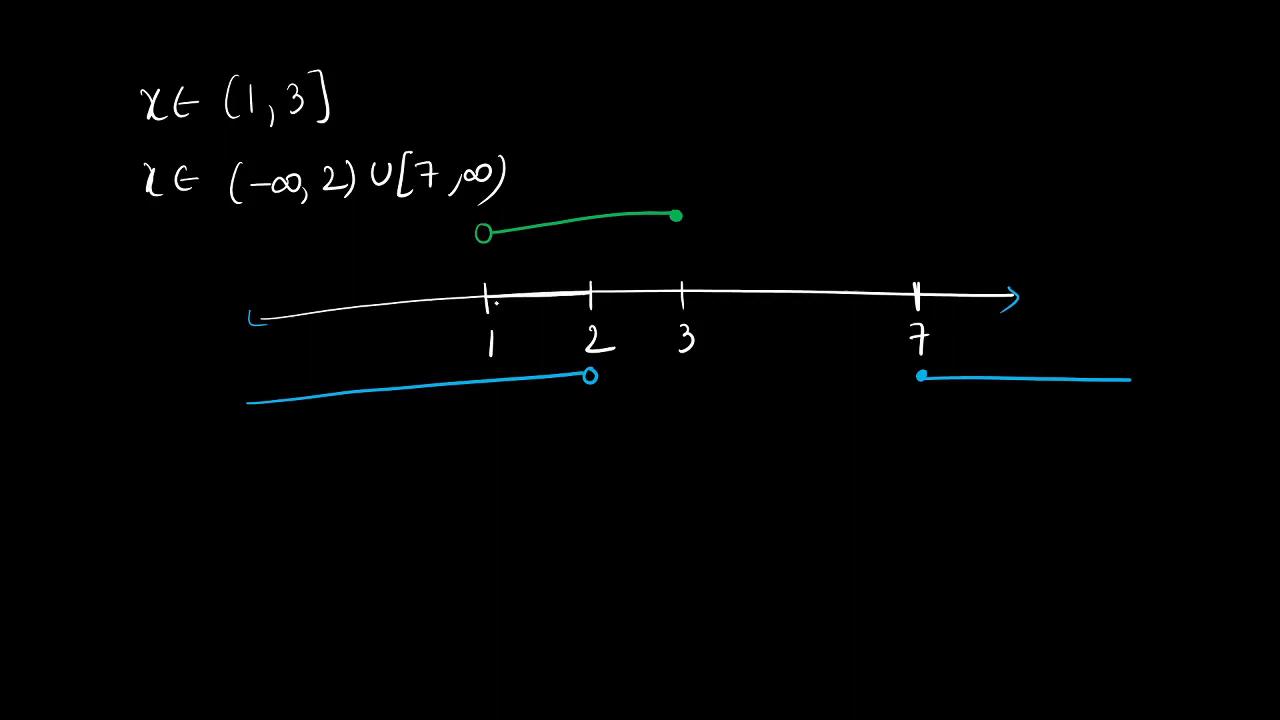 x ∈ (1, 3]
x ∈ (-∞, 2) ∪ [7, ∞)
1 2 3 7